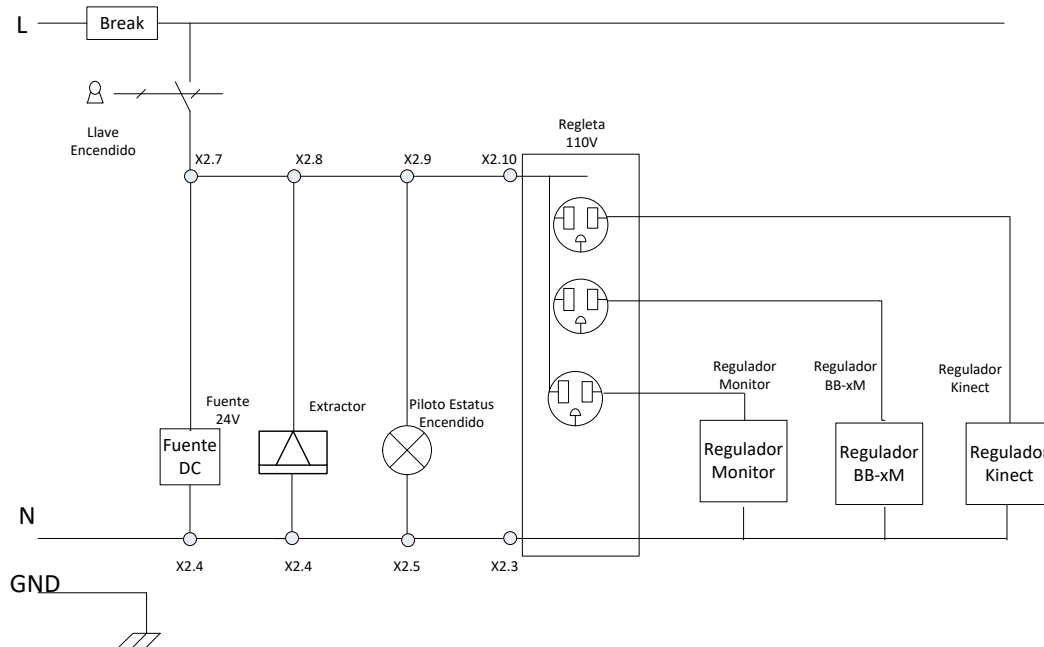 L
Break
Llave
Encendido
Regleta
110V
X2.7
X2.8
X2.9
X2.10
Fuente
24V
Fuente
DC
Extractor
Piloto Estatus
Encendido
Regulador
Monitor
Regulador
BB-xM
Regulador
Kinect
Regulador
Monitor
Regulador
BB-xM
Regulador
Kinect
N
X2.4
X2.4
X2.5
X2.3
GND